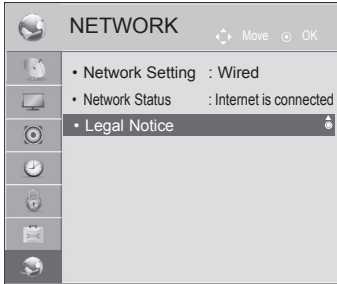 NETWORK
Move OK
• Network Setting : Wired
• Network Status : Internet is connected
• Legal Notice